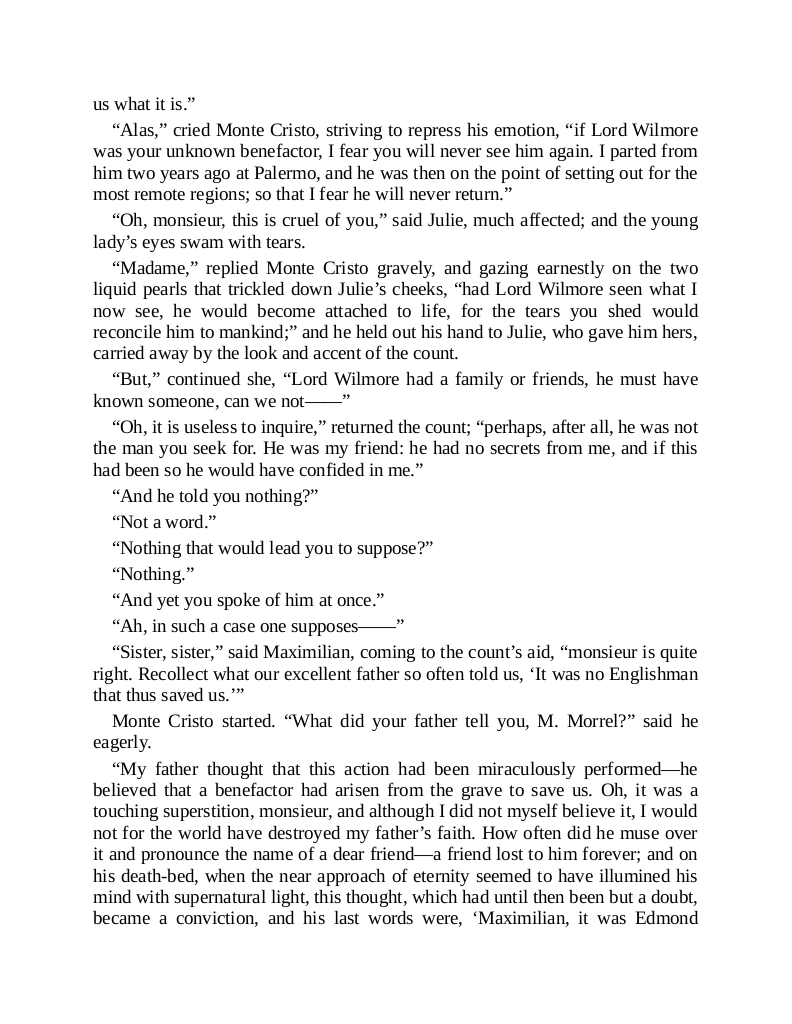 us what it is.”
“Alas,” cried Monte Cristo, striving to repress his emotion, “if Lord Wilmore
was your unknown benefactor, I fear you will never see him again. I parted from
him two years ago at Palermo, and he was then on the point of setting out for the
most remote regions; so that I fear he will never return.”
“Oh, monsieur, this is cruel of you,” said Julie, much affected; and the young
lady’s eyes swam with tears.
“Madame,” replied Monte Cristo gravely, and gazing earnestly on the two
liquid pearls that trickled down Julie’s cheeks, “had Lord Wilmore seen what I
now see, he would become attached to life, for the tears you shed would
reconcile him to mankind;” and he held out his hand to Julie, who gave him hers,
carried away by the look and accent of the count.
“But,” continued she, “Lord Wilmore had a family or friends, he must have
known someone, can we not——”
“Oh, it is useless to inquire,” returned the count; “perhaps, after all, he was not
the man you seek for. He was my friend: he had no secrets from me, and if this
had been so he would have confided in me.”
“And he told you nothing?”
“Not a word.”
“Nothing that would lead you to suppose?”
“Nothing.”
“And yet you spoke of him at once.”
“Ah, in such a case one supposes——”
“Sister, sister,” said Maximilian, coming to the count’s aid, “monsieur is quite
right. Recollect what our excellent father so often told us, ‘It was no Englishman
that thus saved us.’”
Monte Cristo started. “What did your father tell you, M. Morrel?” said he
eagerly.
“My father thought that this action had been miraculously performed—he
believed that a benefactor had arisen from the grave to save us. Oh, it was a
touching superstition, monsieur, and although I did not myself believe it, I would
not for the world have destroyed my father’s faith. How often did he muse over
it and pronounce the name of a dear friend—a friend lost to him forever; and on
his death-bed, when the near approach of eternity seemed to have illumined his
mind with supernatural light, this thought, which had until then been but a doubt,
became a conviction, and his last words were, ‘Maximilian, it was Edmond